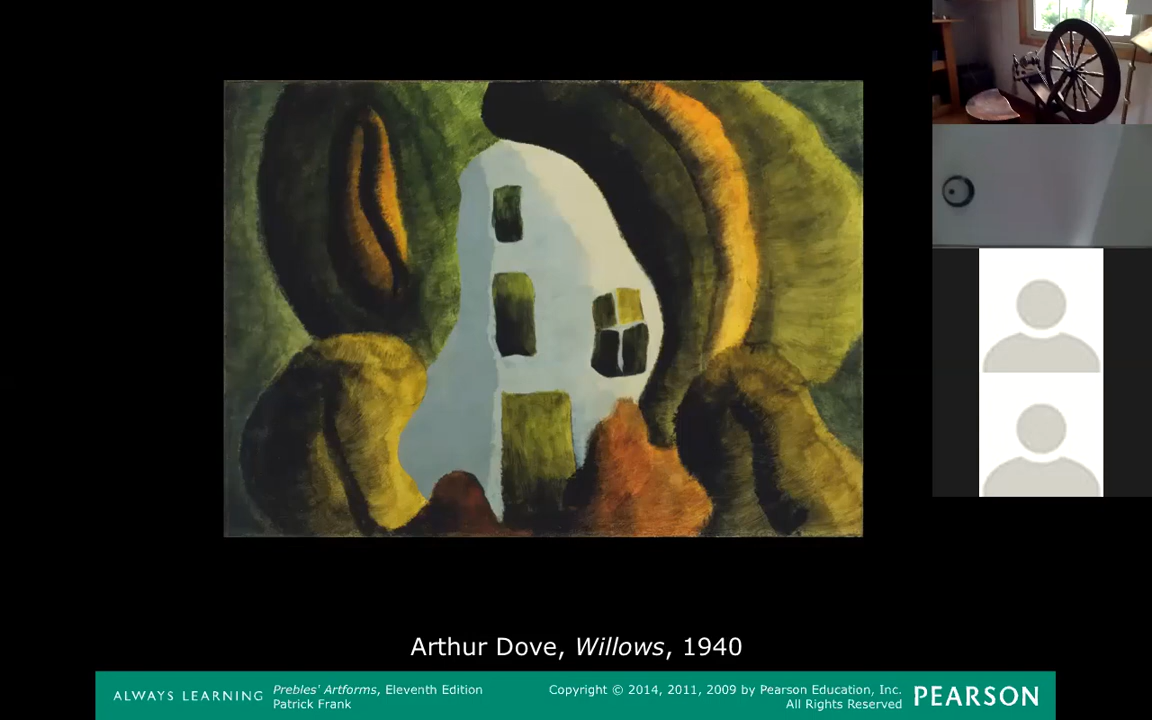 Arthur Dove, Willows, 1940
ALWAYS LEARNING
Prebles' Artforms, Eleventh Edition
Patrick Frank
Copyright © 2014, 2011, 2009 by Pearson Education, Inc.
All Rights Reserved
PEARSON